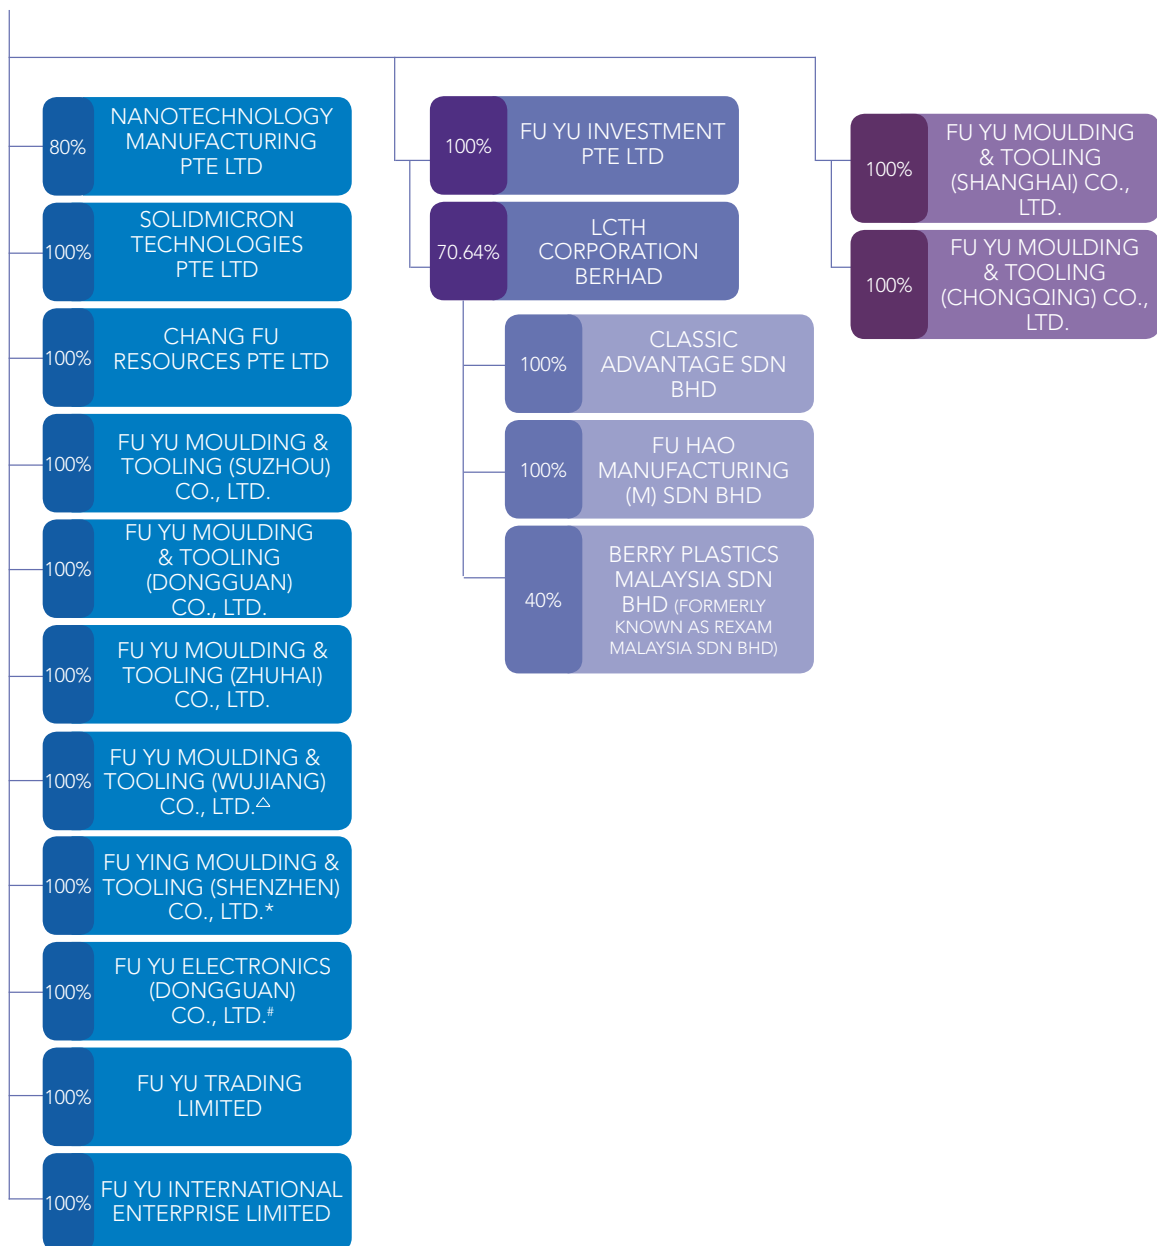 80%
NANOTECHNOLOGY
MANUFACTURING
PTE LTD
100%
SOLIDMICRON
TECHNOLOGIES
PTE LTD
100%
CHANG FU
RESOURCES PTE LTD
100%
FU YU MOULDING &
TOOLING (SUZHOU)
CO., LTD.
100%
FU YU MOULDING
& TOOLING
(DONGGUAN)
CO., LTD.
100%
FU YU MOULDING &
TOOLING (ZHUHAI)
CO., LTD.
100%
FU YU MOULDING &
TOOLING (WUJIANG)
CO., LTD.△
100%
FU YING MOULDING &
TOOLING (SHENZHEN)
CO., LTD.*
100%
FU YU ELECTRONICS
(DONGGUAN)
CO., LTD.#
100%
FU YU TRADING
LIMITED
100%
FU YU INTERNATIONAL
ENTERPRISE LIMITED
100%
FU YU INVESTMENT
PTE LTD
70.64%
LCTH
CORPORATION
BERHAD
100%
CLASSIC
ADVANTAGE SDN
BHD
100%
FU HAO
MANUFACTURING
(M) SDN BHD
40%
BERRY PLASTICS
MALAYSIA SDN
BHD (FORMERLY
KNOWN AS REXAM
MALAYSIA SDN BHD)
100%
FU YU MOULDING
& TOOLING
(SHANGHAI) CO.,
LTD.
100%
FU YU MOULDING
& TOOLING
(CHONGQING) CO.,
LTD.